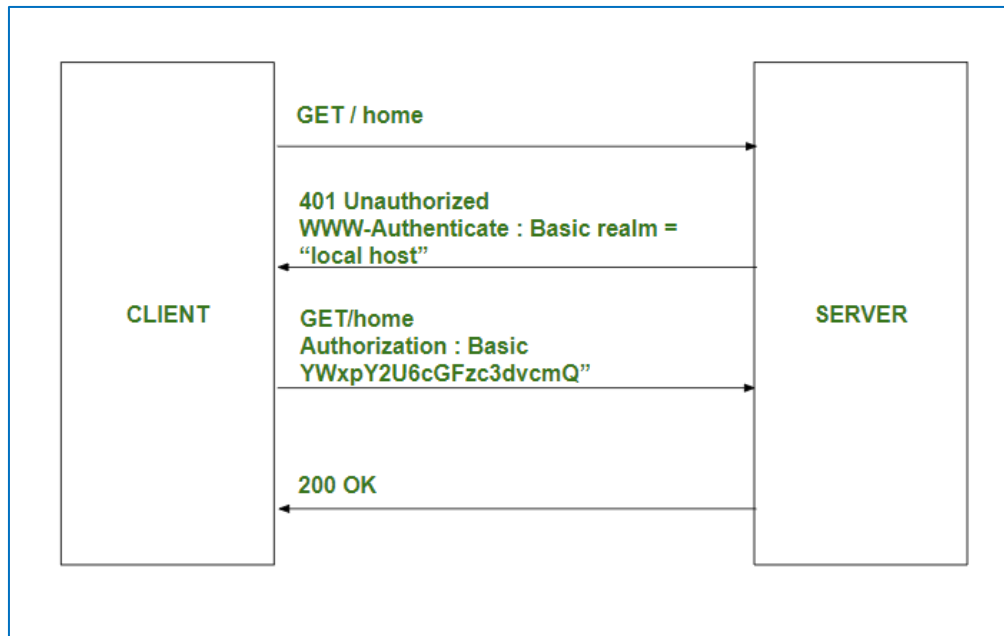 GET / home
401 Unauthorized
WWW-Authenticate : Basic realm =
“local host”
CLIENT
SERVER
GET/home
Authorization : Basic
YWxpY2U6cGFzc3dvcmQ”
200 OK